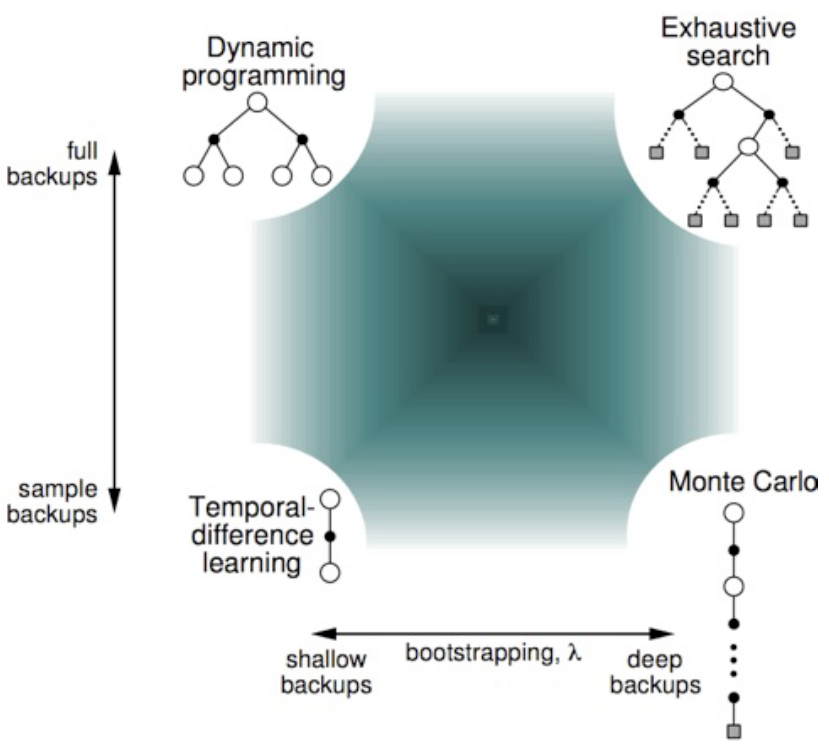 Dynamic
programming
Exhaustive
search
full
backups
sample
backups
Temporal-
difference
learning
Monte Carlo
shallow
backups
bootstrapping, λ
deep
backups